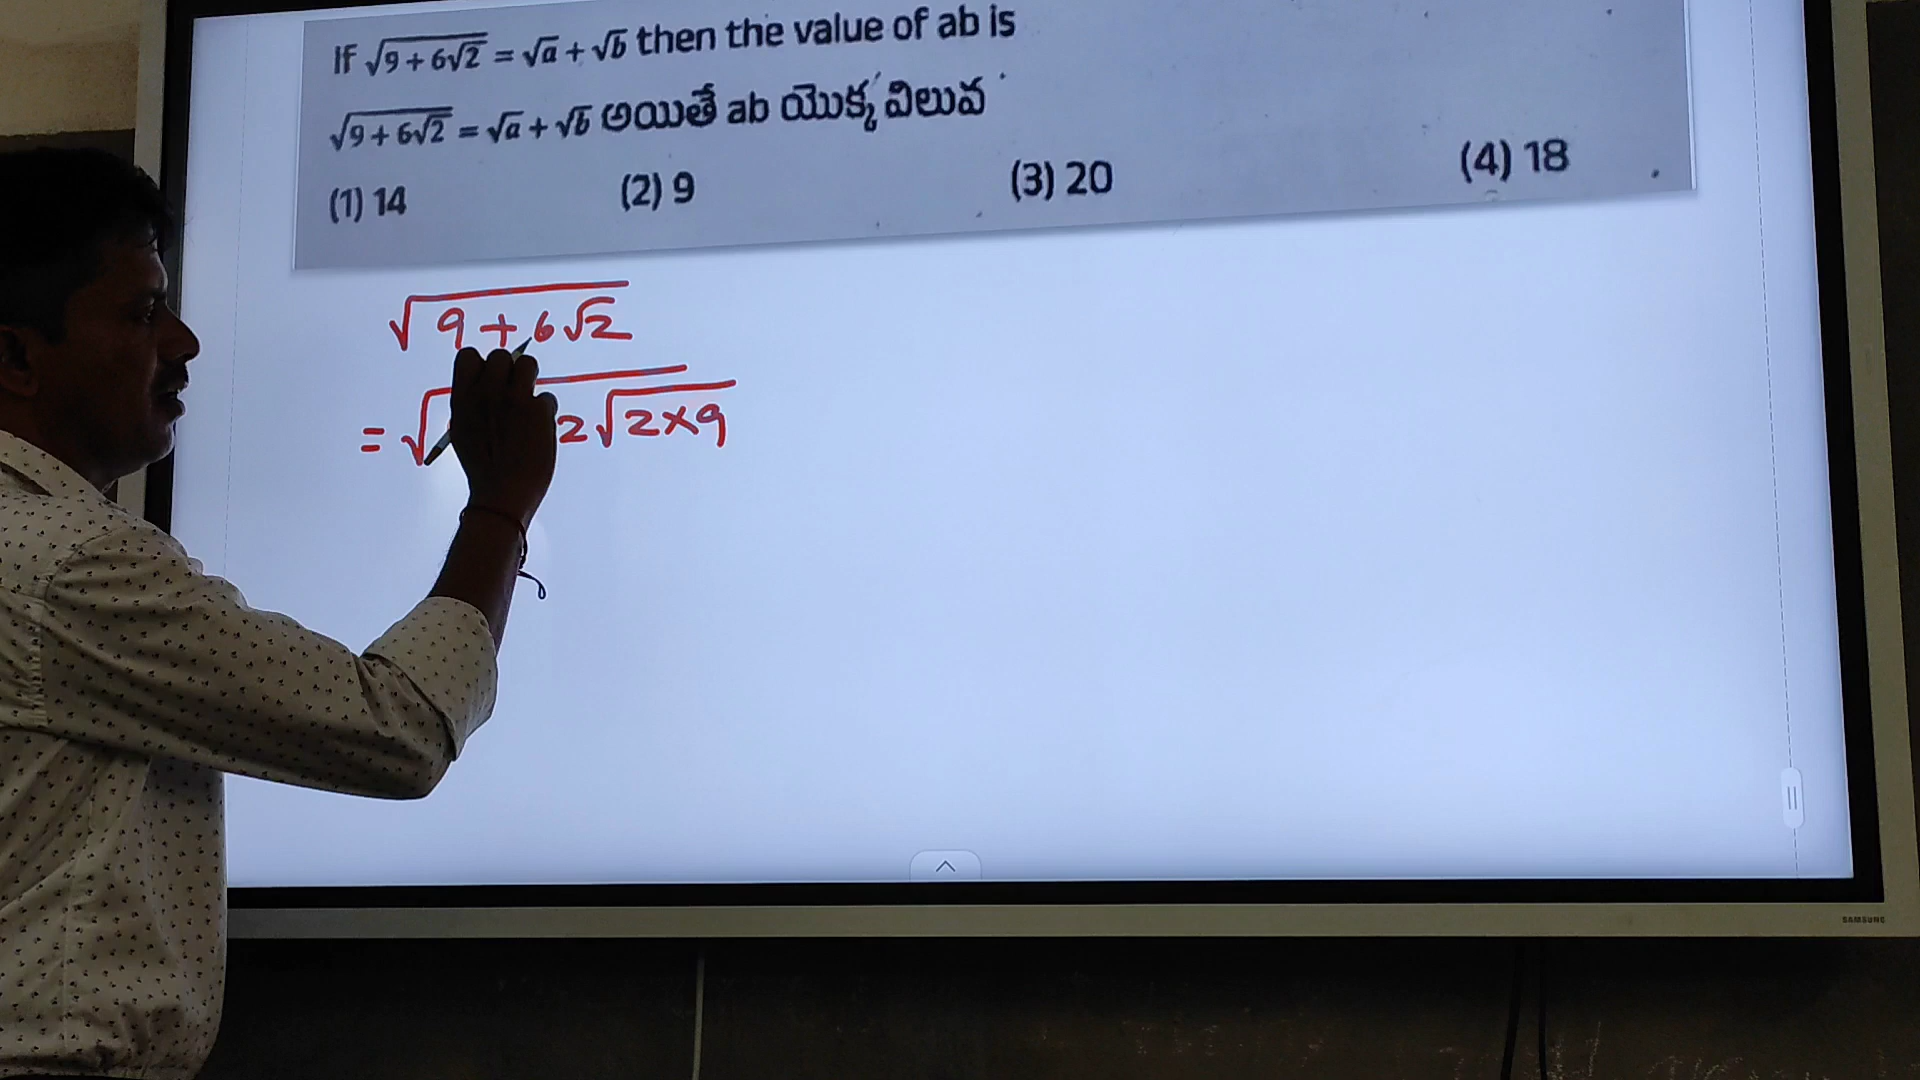 If √9+6√2 = √a + √b then the value of ab is
√9+6√2 = √a + √b అయితే ab యొక్క విలువ
(1) 14 (2) 9 (3) 20 (4) 18
√9+6√2
= √ 2√2×9
SAMSUNG